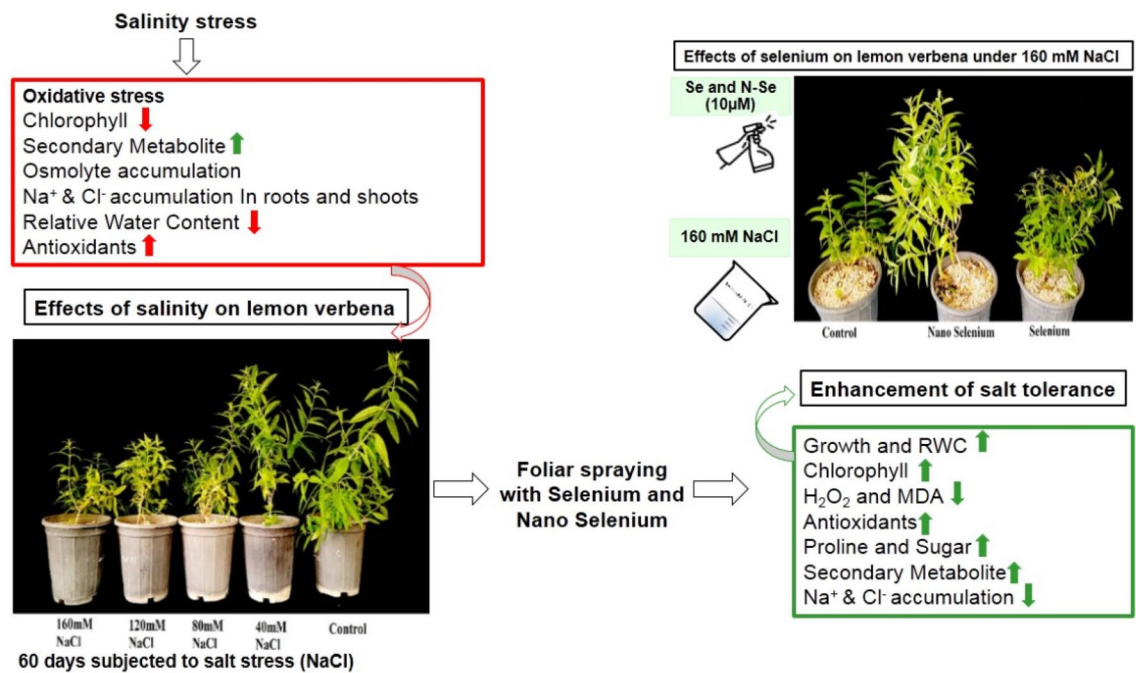 Salinity stress
Oxidative stress
Chlorophyll ↓
Secondary Metabolite ↑
Osmolyte accumulation
Na⁺ & Cl⁻ accumulation In roots and shoots
Relative Water Content ↓
Antioxidants ↑
Effects of salinity on lemon verbena
160mM NaCl
120mM NaCl
80mM NaCl
40mM NaCl
Control
60 days subjected to salt stress (NaCl)
Foliar spraying
with Selenium and
Nano Selenium
Effects of selenium on lemon verbena under 160 mM NaCl
Se and N-Se
(10µM)
160 mM NaCl
Control
Nano Selenium
Selenium
Enhancement of salt tolerance
Growth and RWC ↑
Chlorophyll ↑
H₂O₂ and MDA ↓
Antioxidants ↑
Proline and Sugar ↑
Secondary Metabolite ↑
Na⁺ & Cl⁻ accumulation ↓